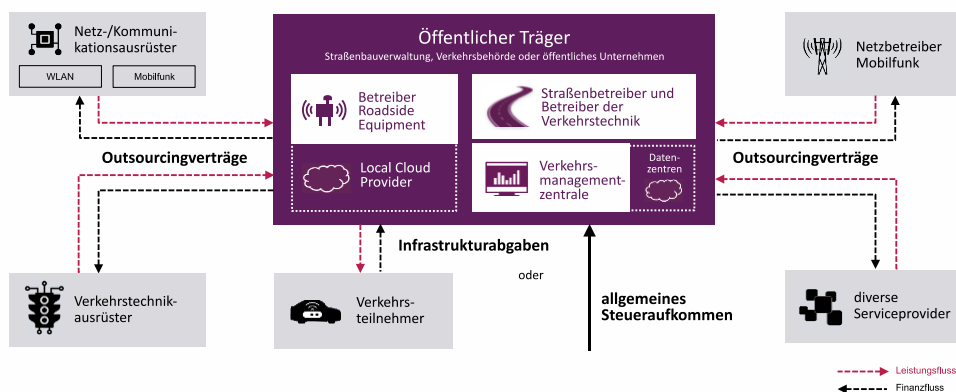 Netz-/Kommuni-
kationsausrüster
WLAN
Mobilfunk
Öffentlicher Träger
Straßenbauverwaltung, Verkehrsbehörde oder öffentliches Unternehmen
Betreiber
Roadside
Equipment
Straßenbetreiber und
Betreiber der
Verkehrstechnik
Netzbetreiber
Mobilfunk
Outsourcingverträge
Local Cloud
Provider
Verkehrs-
management-
zentrale
Daten-
zentren
Outsourcingverträge
Infrastrukturabgaben
oder
allgemeines
Steueraufkommen
Verkehrstechnik-
ausrüster
Verkehrs-
teilnehmer
diverse
Serviceprovider
Leistungsfluss
Finanzfluss